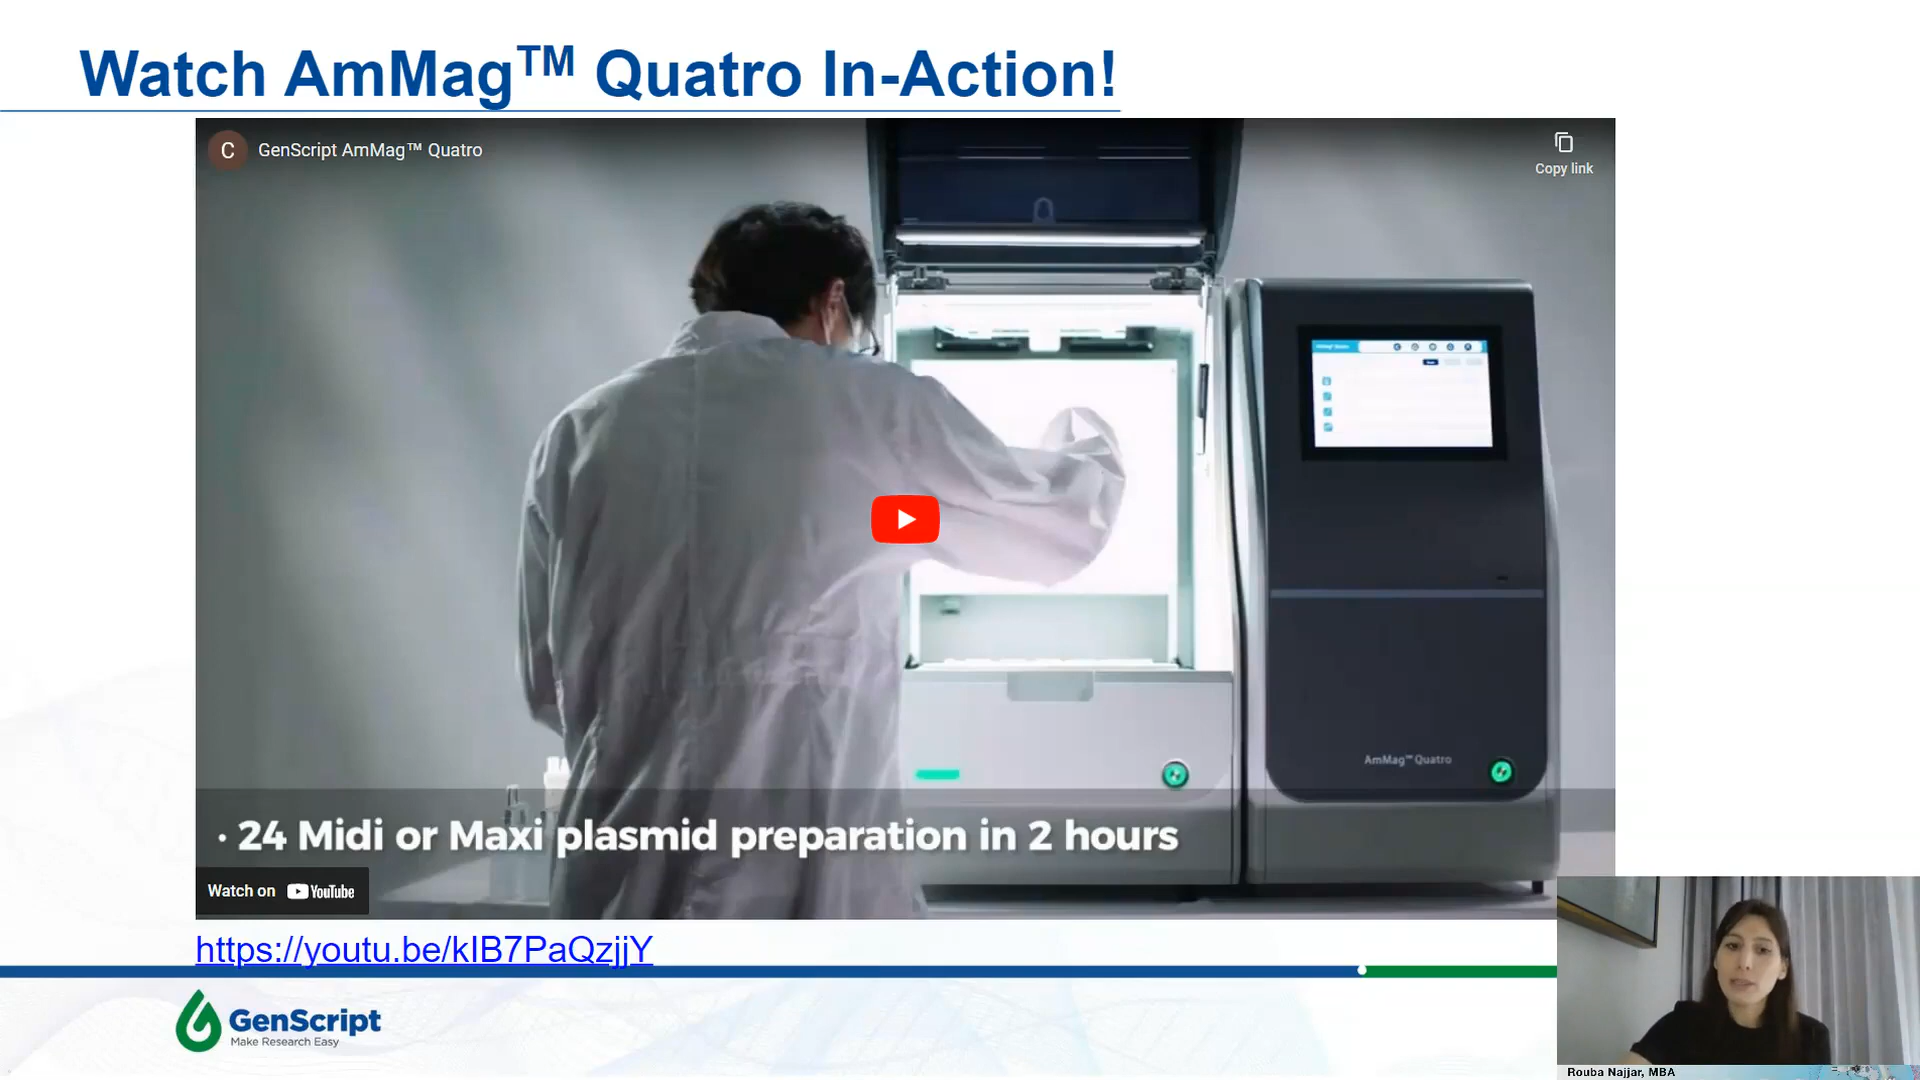 Watch AmMag™ Quatro In-Action!
C
GenScript AmMag™ Quatro
Copy link
AmMag™ Quatro
· 24 Midi or Maxi plasmid preparation in 2 hours
Watch on YouTube
https://youtu.be/kIB7PaQzjjY
GenScript
Make Research Easy
Rouba Najjar, MBA